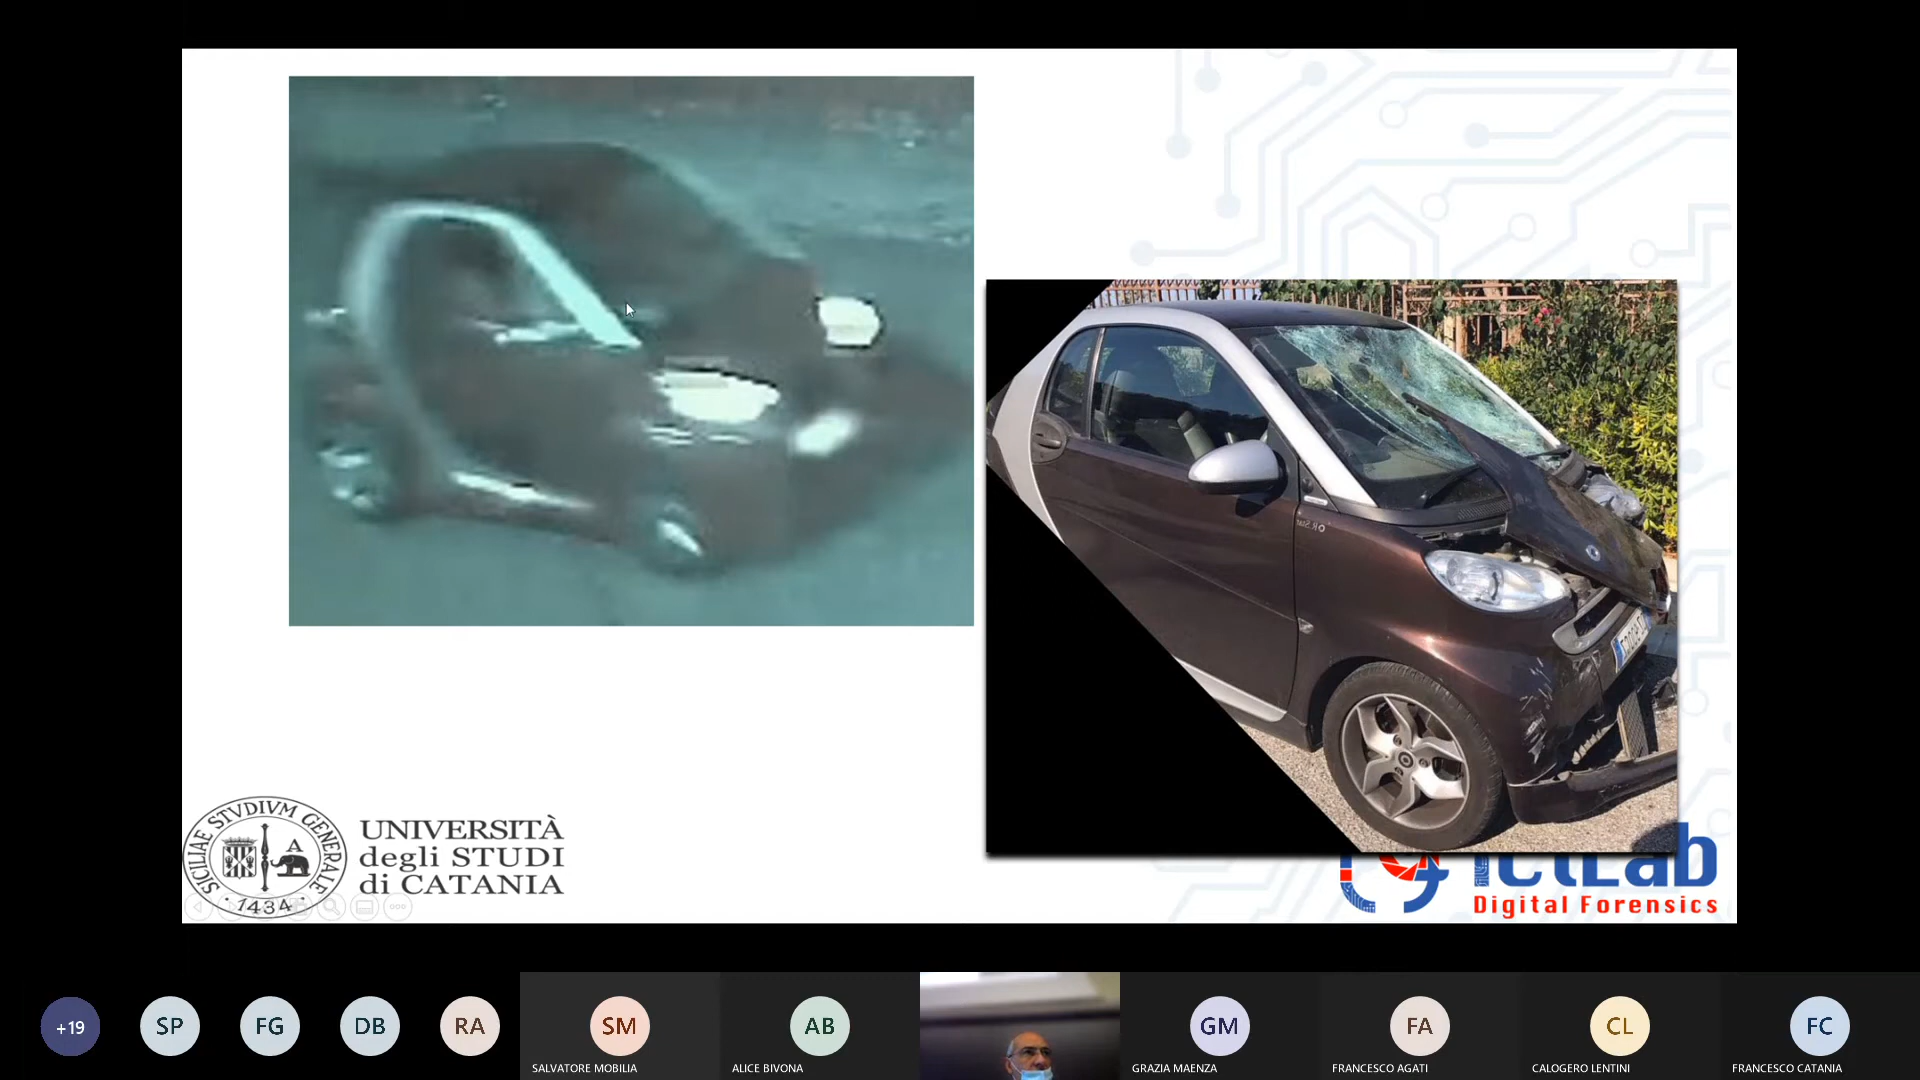 SICILIAE STVDIVM GENERALE
1434
UNIVERSITÀ
degli STUDI
di CATANIA
ictLab
Digital Forensics
+19
SP
FG
DB
RA
SM
AB
GM
FA
CL
FC
SALVATORE MOBILIA
ALICE BIVONA
GRAZIA MAENZA
FRANCESCO AGATI
CALOGERO LENTINI
FRANCESCO CATANIA